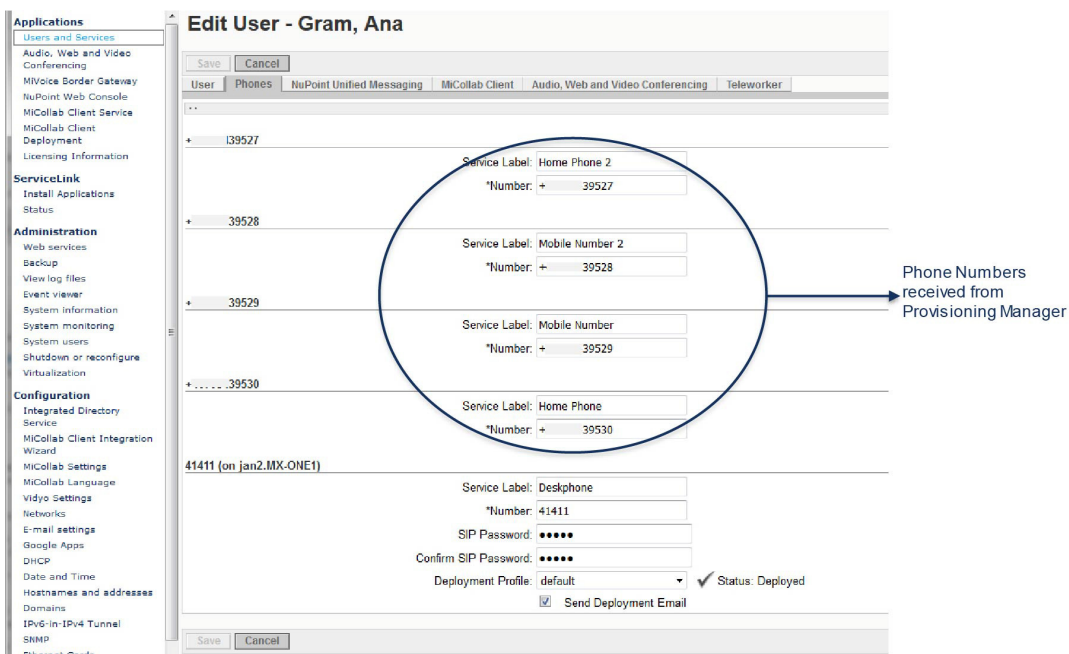 Applications
Users and Services
Audio, Web and Video
Conferencing
MiVoice Border Gateway
NuPoint Web Console
MiCollab Client Service
MiCollab Client
Deployment
Licensing Information
ServiceLink
Install Applications
Status
Administration
Web services
Backup
View log files
Event viewer
System information
System monitoring
System users
Shutdown or reconfigure
Virtualization
Configuration
Integrated Directory
Service
MiCollab Client Integration
Wizard
MiCollab Settings
MiCollab Language
Vidyo Settings
Networks
E-mail settings
Google Apps
DHCP
Date and Time
Hostnames and addresses
Domains
IPv6-in-IPv4 Tunnel
SNMP
Edit User - Gram, Ana
Save Cancel
User Phones NuPoint Unified Messaging MiCollab Client Audio, Web and Video Conferencing Teleworker
+ 39527
Service Label: Home Phone 2
*Number: + 39527
+ 39528
Service Label: Mobile Number 2
*Number: + 39528
+ 39529
Service Label: Mobile Number
*Number: + 39529
+ 39530
Service Label: Home Phone
*Number: + 39530
41411 (on jan2.MX-ONE1)
Service Label: Deskphone
*Number: 41411
SIP Password: •••••
Confirm SIP Password: •••••
Deployment Profile: default Status: Deployed
Send Deployment Email
Save Cancel
Phone Numbers
received from
Provisioning Manager